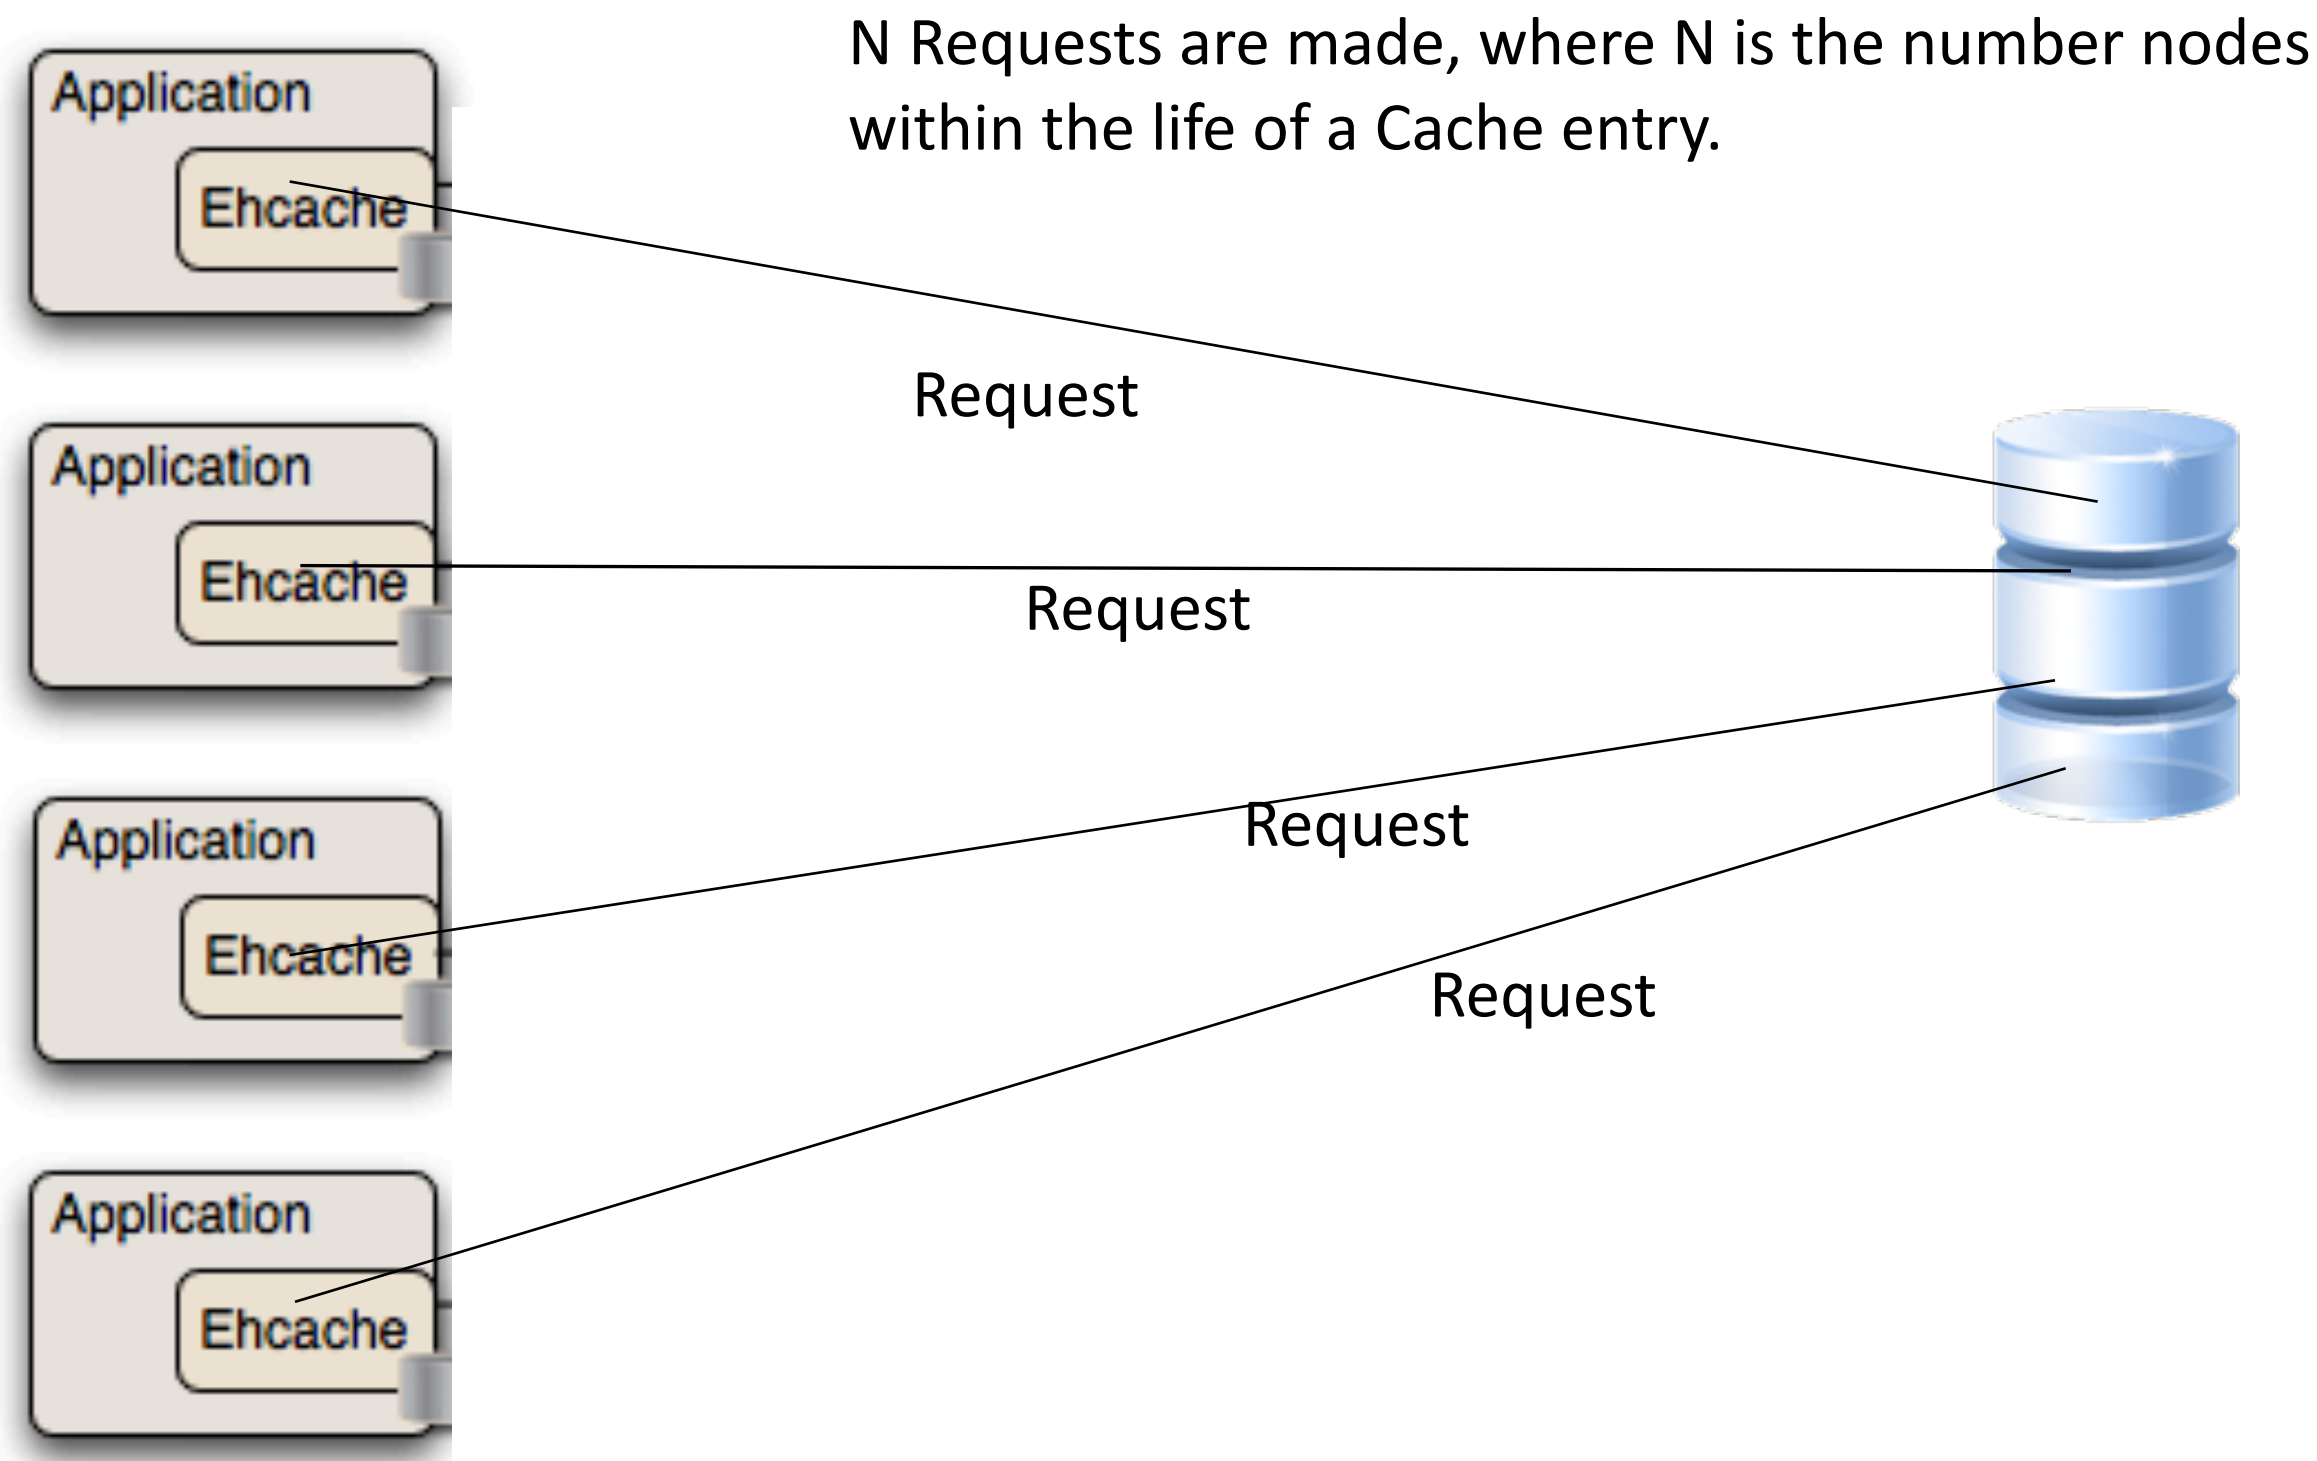 N Requests are made, where N is the number nodes
within the life of a Cache entry.
Application
Ehcache
Request
Application
Ehcache
Request
Application
Ehcache
Request
Application
Ehcache
Request